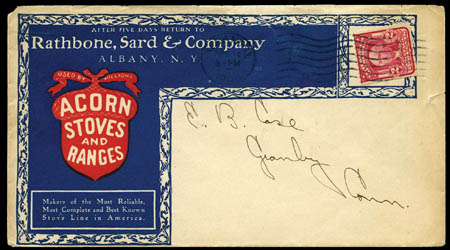 AFTER FIVE DAYS RETURN TO
Rathbone, Sard & Company
ALBANY, N.Y.
USED BY MILLIONS
ACORN
STOVES
AND
RANGES
Makers of the Most Reliable,
Most Complete and Best Known
Stove Line in America.
E. B. Case
Granby
Conn.